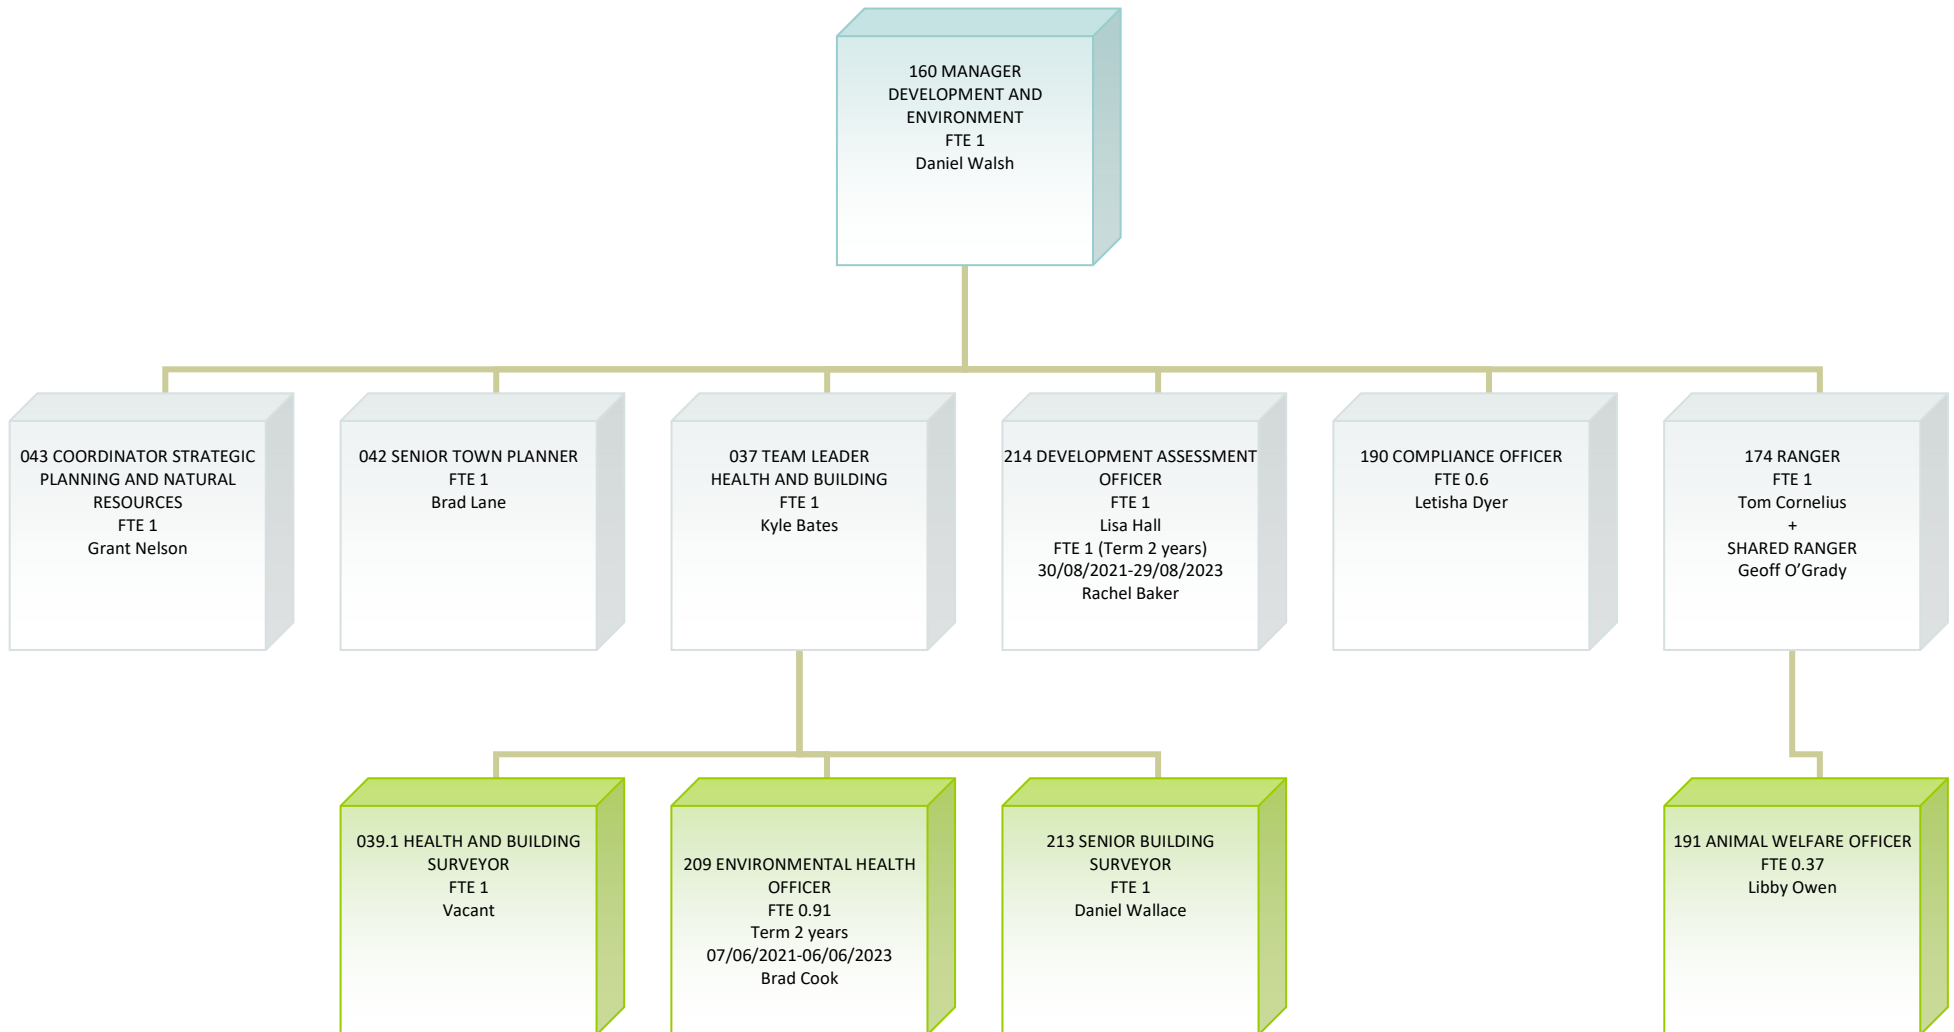 160 MANAGER
DEVELOPMENT AND
ENVIRONMENT
FTE 1
Daniel Walsh
043 COORDINATOR STRATEGIC
PLANNING AND NATURAL
RESOURCES
FTE 1
Grant Nelson
042 SENIOR TOWN PLANNER
FTE 1
Brad Lane
037 TEAM LEADER
HEALTH AND BUILDING
FTE 1
Kyle Bates
214 DEVELOPMENT ASSESSMENT
OFFICER
FTE 1
Lisa Hall
FTE 1 (Term 2 years)
30/08/2021-29/08/2023
Rachel Baker
190 COMPLIANCE OFFICER
FTE 0.6
Letisha Dyer
174 RANGER
FTE 1
Tom Cornelius
+
SHARED RANGER
Geoff O’Grady
039.1 HEALTH AND BUILDING
SURVEYOR
FTE 1
Vacant
209 ENVIRONMENTAL HEALTH
OFFICER
FTE 0.91
Term 2 years
07/06/2021-06/06/2023
Brad Cook
213 SENIOR BUILDING
SURVEYOR
FTE 1
Daniel Wallace
191 ANIMAL WELFARE OFFICER
FTE 0.37
Libby Owen